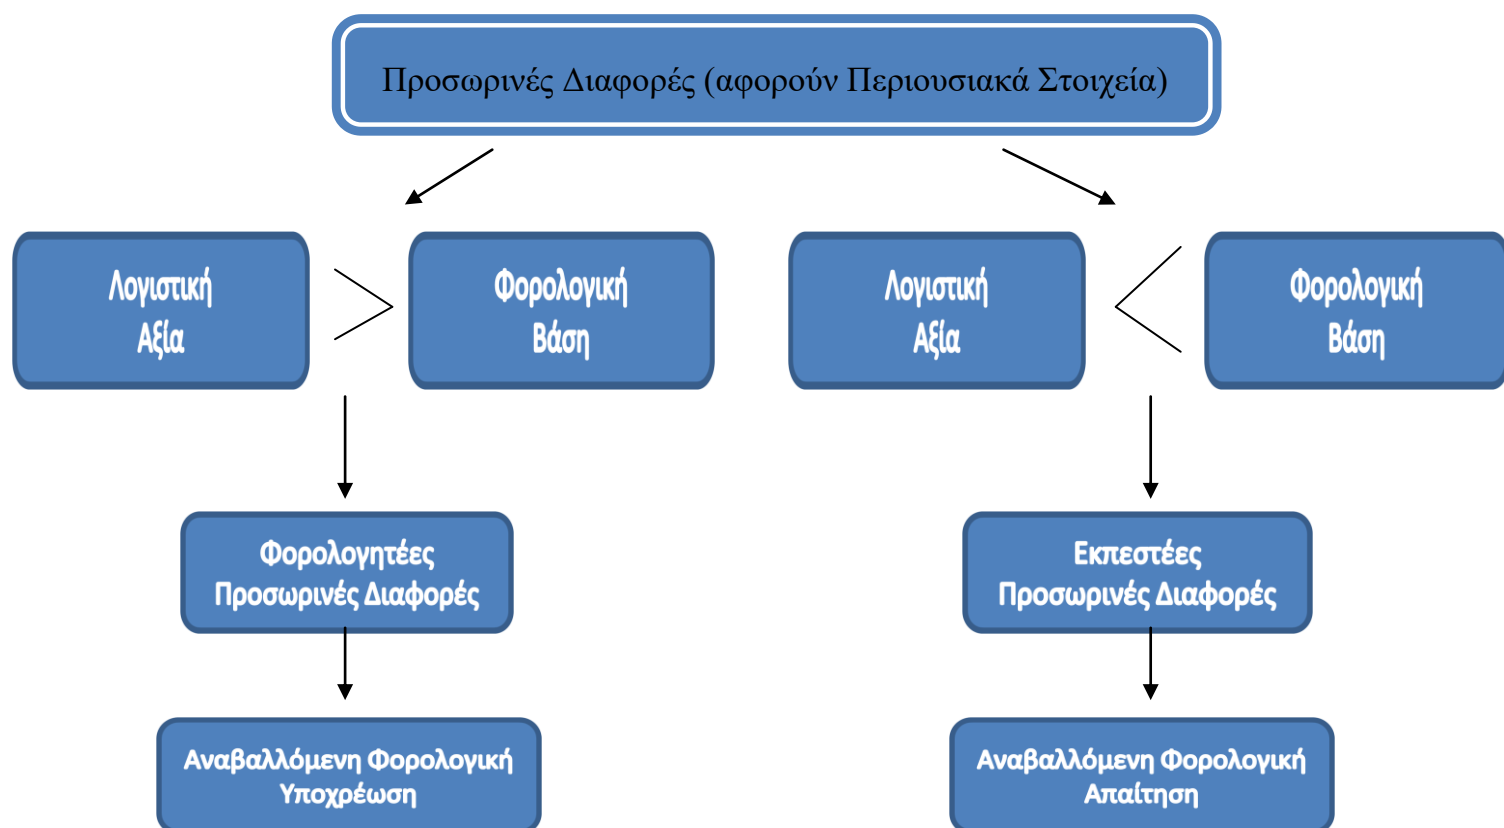 Προσωρινές Διαφορές (αφορούν Περιουσιακά Στοιχεία)
Λογιστική
Αξία
Φορολογική
Βάση
Λογιστική
Αξία
Φορολογική
Βάση
Φορολογητέες
Προσωρινές Διαφορές
Εκπεστέες
Προσωρινές Διαφορές
Αναβαλλόμενη Φορολογική
Υποχρέωση
Αναβαλλόμενη Φορολογική
Απαίτηση